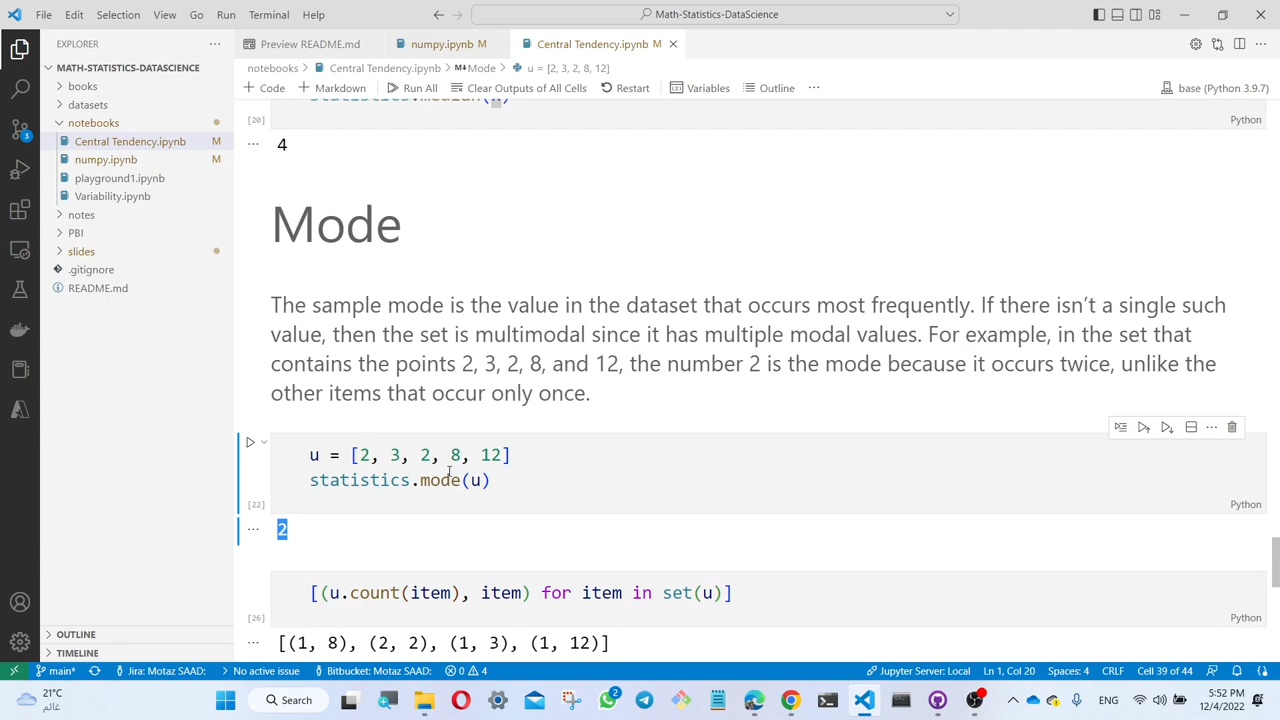 File Edit Selection View Go Run Terminal Help
Math-Statistics-DataScience
EXPLORER
Preview README.md
numpy.ipynb M
Central Tendency.ipynb M
MATH-STATISTICS-DATASCIENCE
notebooks > Central Tendency.ipynb > Mode > u = [2, 3, 2, 8, 12]
Code Markdown Run All Clear Outputs of All Cells Restart Variables Outline
base (Python 3.9.7)
books
datasets
notebooks
Central Tendency.ipynb M
numpy.ipynb M
playground1.ipynb
Variability.ipynb
notes
PBI
slides
.gitignore
README.md
statistics.median(x)
[20]
Python
4
Mode
The sample mode is the value in the dataset that occurs most frequently. If there isn't a single such
value, then the set is multimodal since it has multiple modal values. For example, in the set that
contains the points 2, 3, 2, 8, and 12, the number 2 is the mode because it occurs twice, unlike the
other items that occur only once.
u = [2, 3, 2, 8, 12]
statistics.mode(u)
[22]
Python
2
[(u.count(item), item) for item in set(u)]
[26]
Python
[(1, 8), (2, 2), (1, 3), (1, 12)]
OUTLINE
TIMELINE
3
main* Jira: Motaz SAAD: No active issue Bitbucket: Motaz SAAD: 0 4
Jupyter Server: Local Ln 1, Col 20 Spaces: 4 CRLF Cell 39 of 44
21°C
غائم
Search
2
ENG
5:52 PM
12/4/2022